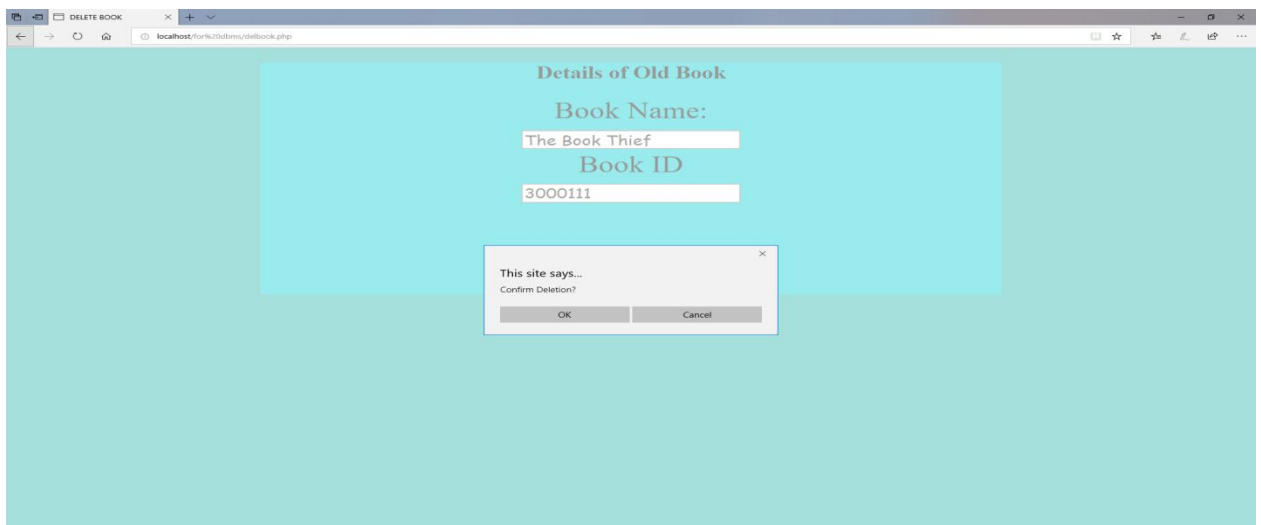 DELETE BOOK
localhost/for%20dbms/delbook.php
Details of Old Book
Book Name:
The Book Thief
Book ID
3000111
This site says...
Confirm Deletion?
OK Cancel